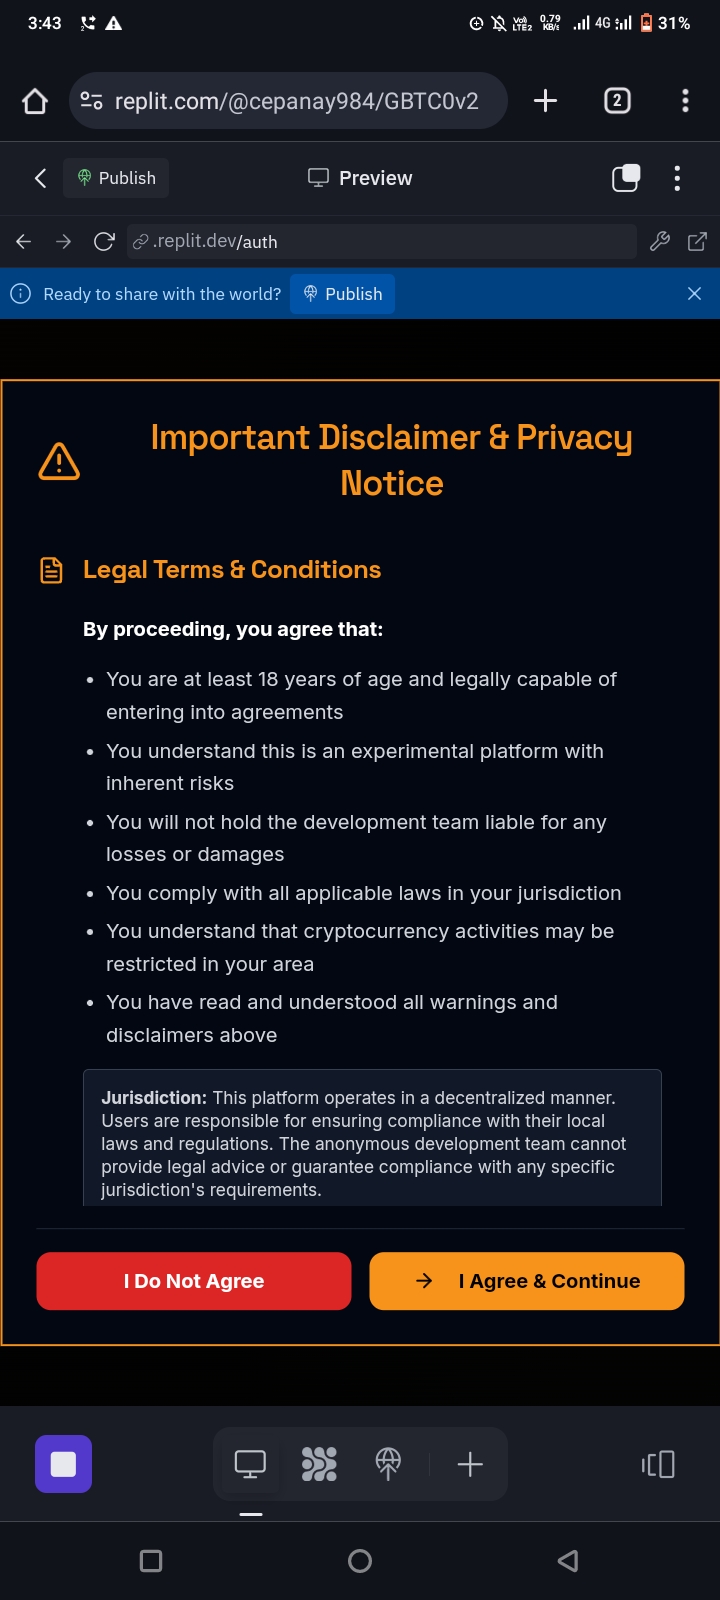 3:43
2
Vo)
LTE2
0.79
KB/s
4G
31%
replit.com/@cepanay984/GBTC0v2
2
Publish
Preview
.replit.dev/auth
Ready to share with the world?
Publish
Important Disclaimer & Privacy
Notice
Legal Terms & Conditions
By proceeding, you agree that:
• You are at least 18 years of age and legally capable of
entering into agreements
• You understand this is an experimental platform with
inherent risks
• You will not hold the development team liable for any
losses or damages
• You comply with all applicable laws in your jurisdiction
• You understand that cryptocurrency activities may be
restricted in your area
• You have read and understood all warnings and
disclaimers above
Jurisdiction: This platform operates in a decentralized manner.
Users are responsible for ensuring compliance with their local
laws and regulations. The anonymous development team cannot
provide legal advice or guarantee compliance with any specific
jurisdiction's requirements.
I Do Not Agree
I Agree & Continue